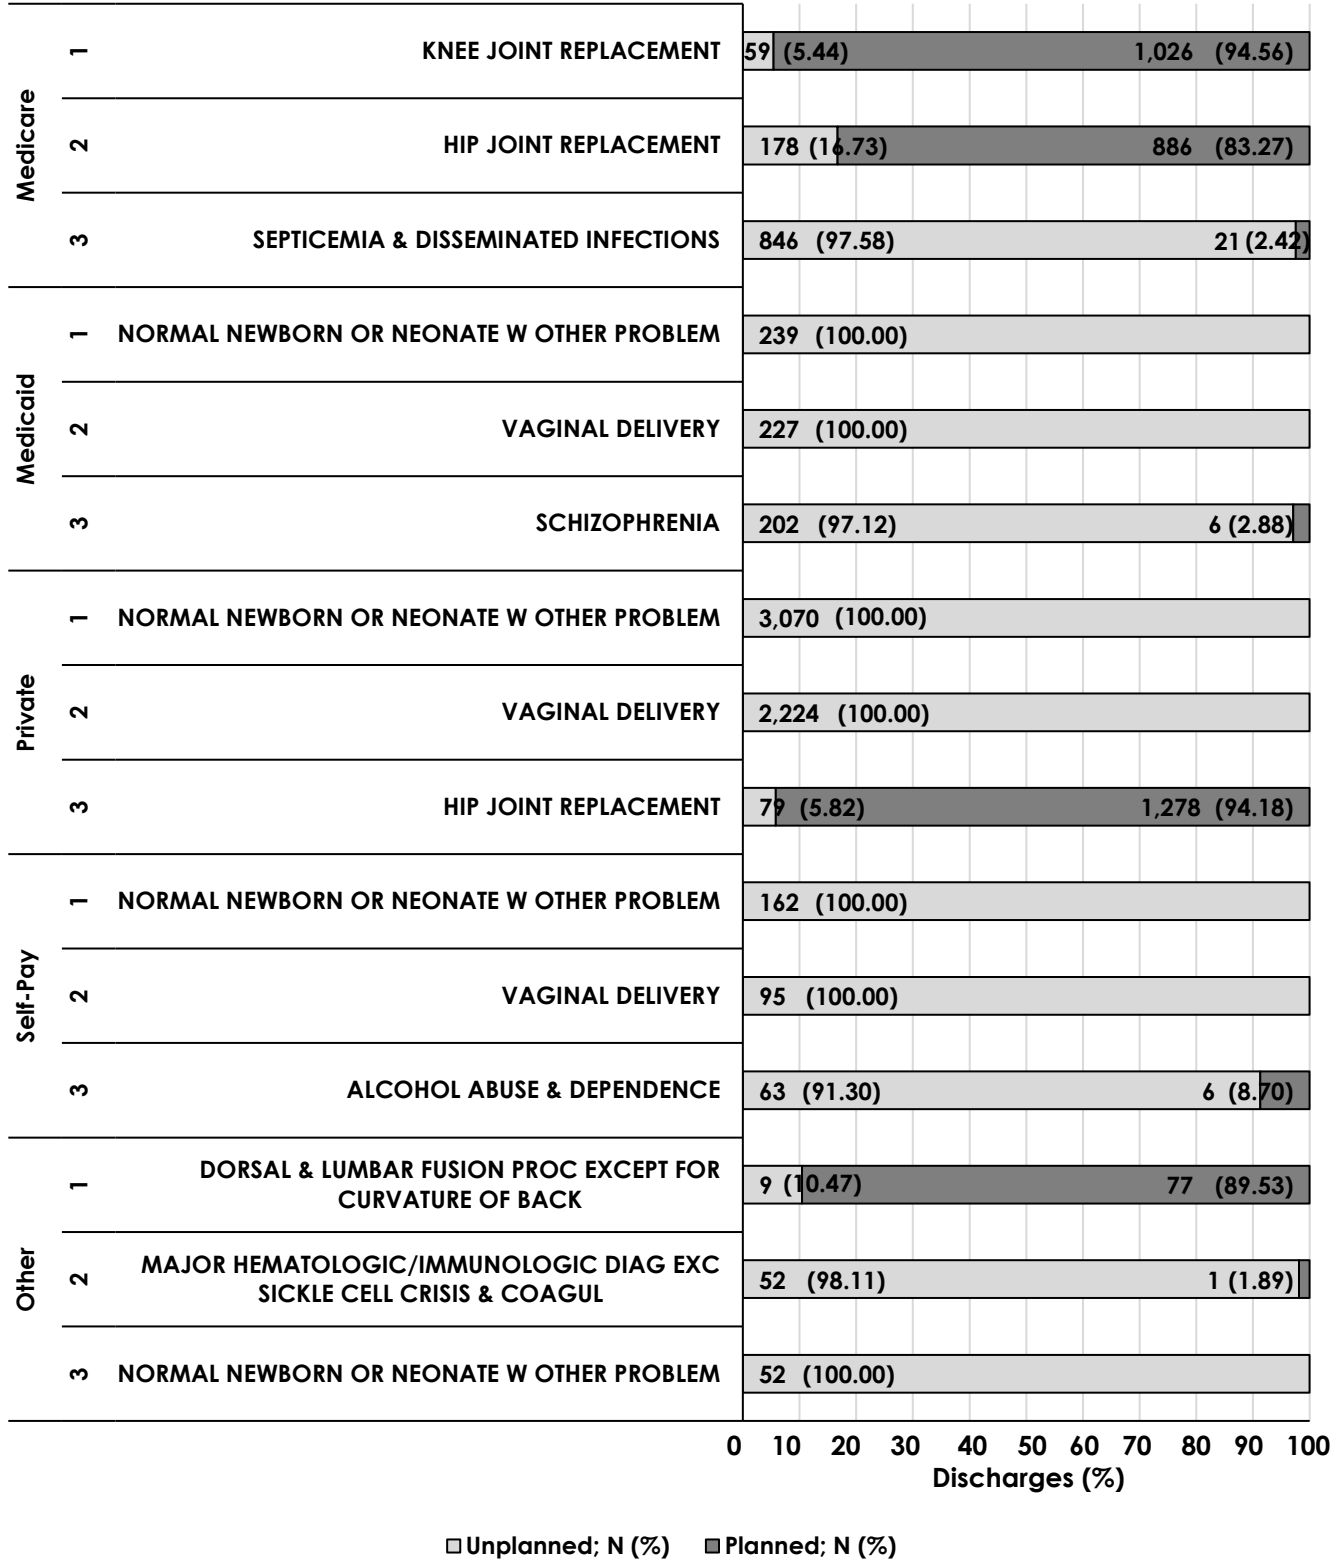 Medicare
1
KNEE JOINT REPLACEMENT
59 (5.44)
1,026 (94.56)
2
HIP JOINT REPLACEMENT
178 (16.73)
886 (83.27)
3
SEPTICEMIA & DISSEMINATED INFECTIONS
846 (97.58)
21 (2.42)
Medicaid
1
NORMAL NEWBORN OR NEONATE W OTHER PROBLEM
239 (100.00)
2
VAGINAL DELIVERY
227 (100.00)
3
SCHIZOPHRENIA
202 (97.12)
6 (2.88)
Private
1
NORMAL NEWBORN OR NEONATE W OTHER PROBLEM
3,070 (100.00)
2
VAGINAL DELIVERY
2,224 (100.00)
3
HIP JOINT REPLACEMENT
79 (5.82)
1,278 (94.18)
Self-Pay
1
NORMAL NEWBORN OR NEONATE W OTHER PROBLEM
162 (100.00)
2
VAGINAL DELIVERY
95 (100.00)
3
ALCOHOL ABUSE & DEPENDENCE
63 (91.30)
6 (8.70)
Other
1
DORSAL & LUMBAR FUSION PROC EXCEPT FOR
CURVATURE OF BACK
9 (10.47)
77 (89.53)
2
MAJOR HEMATOLOGIC/IMMUNOLOGIC DIAG EXC
SICKLE CELL CRISIS & COAGUL
52 (98.11)
1 (1.89)
3
NORMAL NEWBORN OR NEONATE W OTHER PROBLEM
52 (100.00)
0 10 20 30 40 50 60 70 80 90 100
Discharges (%)
Unplanned; N (%) Planned; N (%)